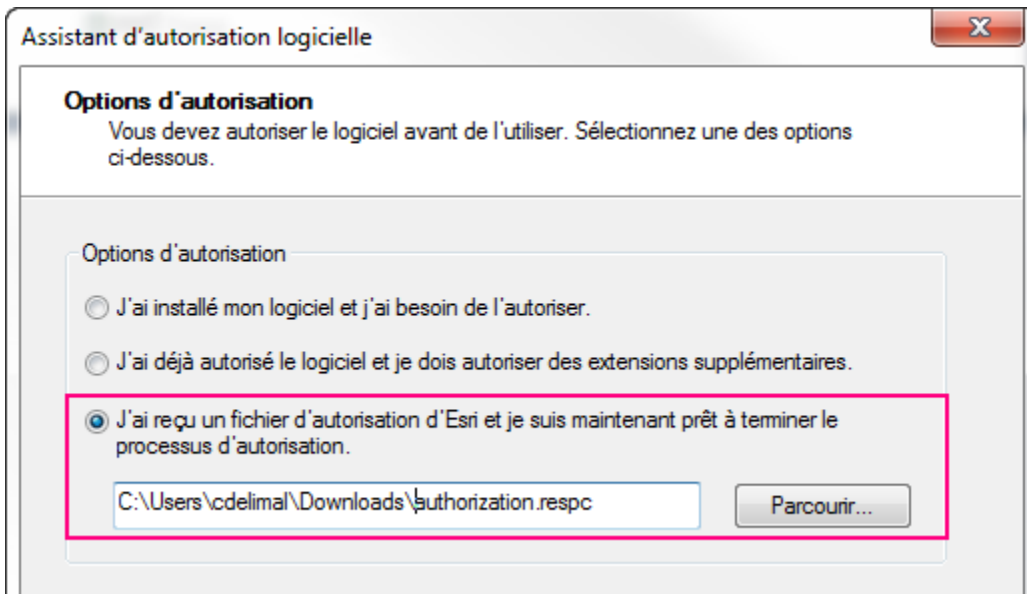 Assistant d'autorisation logicielle
Options d'autorisation
Vous devez autoriser le logiciel avant de l'utiliser. Sélectionnez une des options
ci-dessous.
Options d'autorisation
J'ai installé mon logiciel et j'ai besoin de l'autoriser.
J'ai déjà autorisé le logiciel et je dois autoriser des extensions supplémentaires.
J'ai reçu un fichier d'autorisation d'Esri et je suis maintenant prêt à terminer le
processus d'autorisation.
C:\Users\cdelimal\Downloads\authorization.respc
Parcourir...